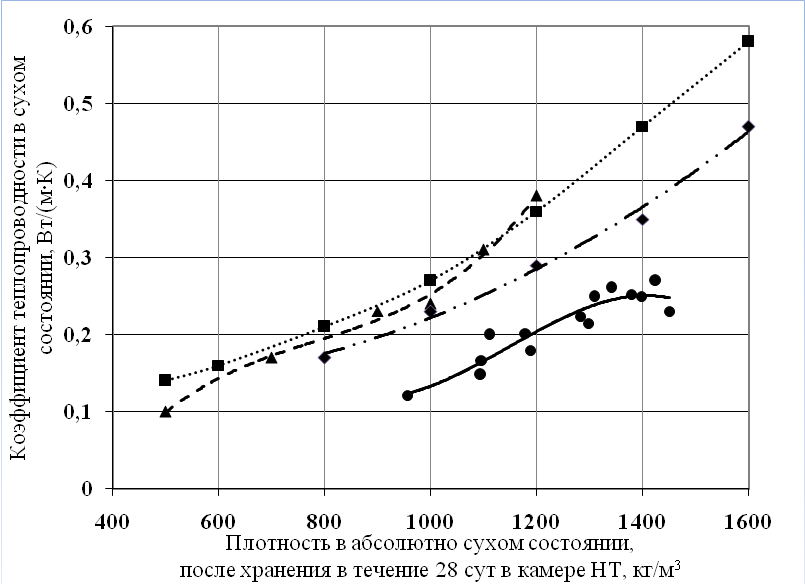 Коэффициент теплопроводности в сухом
состоянии, Вт/(м·К)
0,6
0,5
0,4
0,3
0,2
0,1
0
400 600 800 1000 1200 1400 1600
Плотность в абсолютно сухом состоянии,
после хранения в течение 28 сут в камере НТ, кг/м³